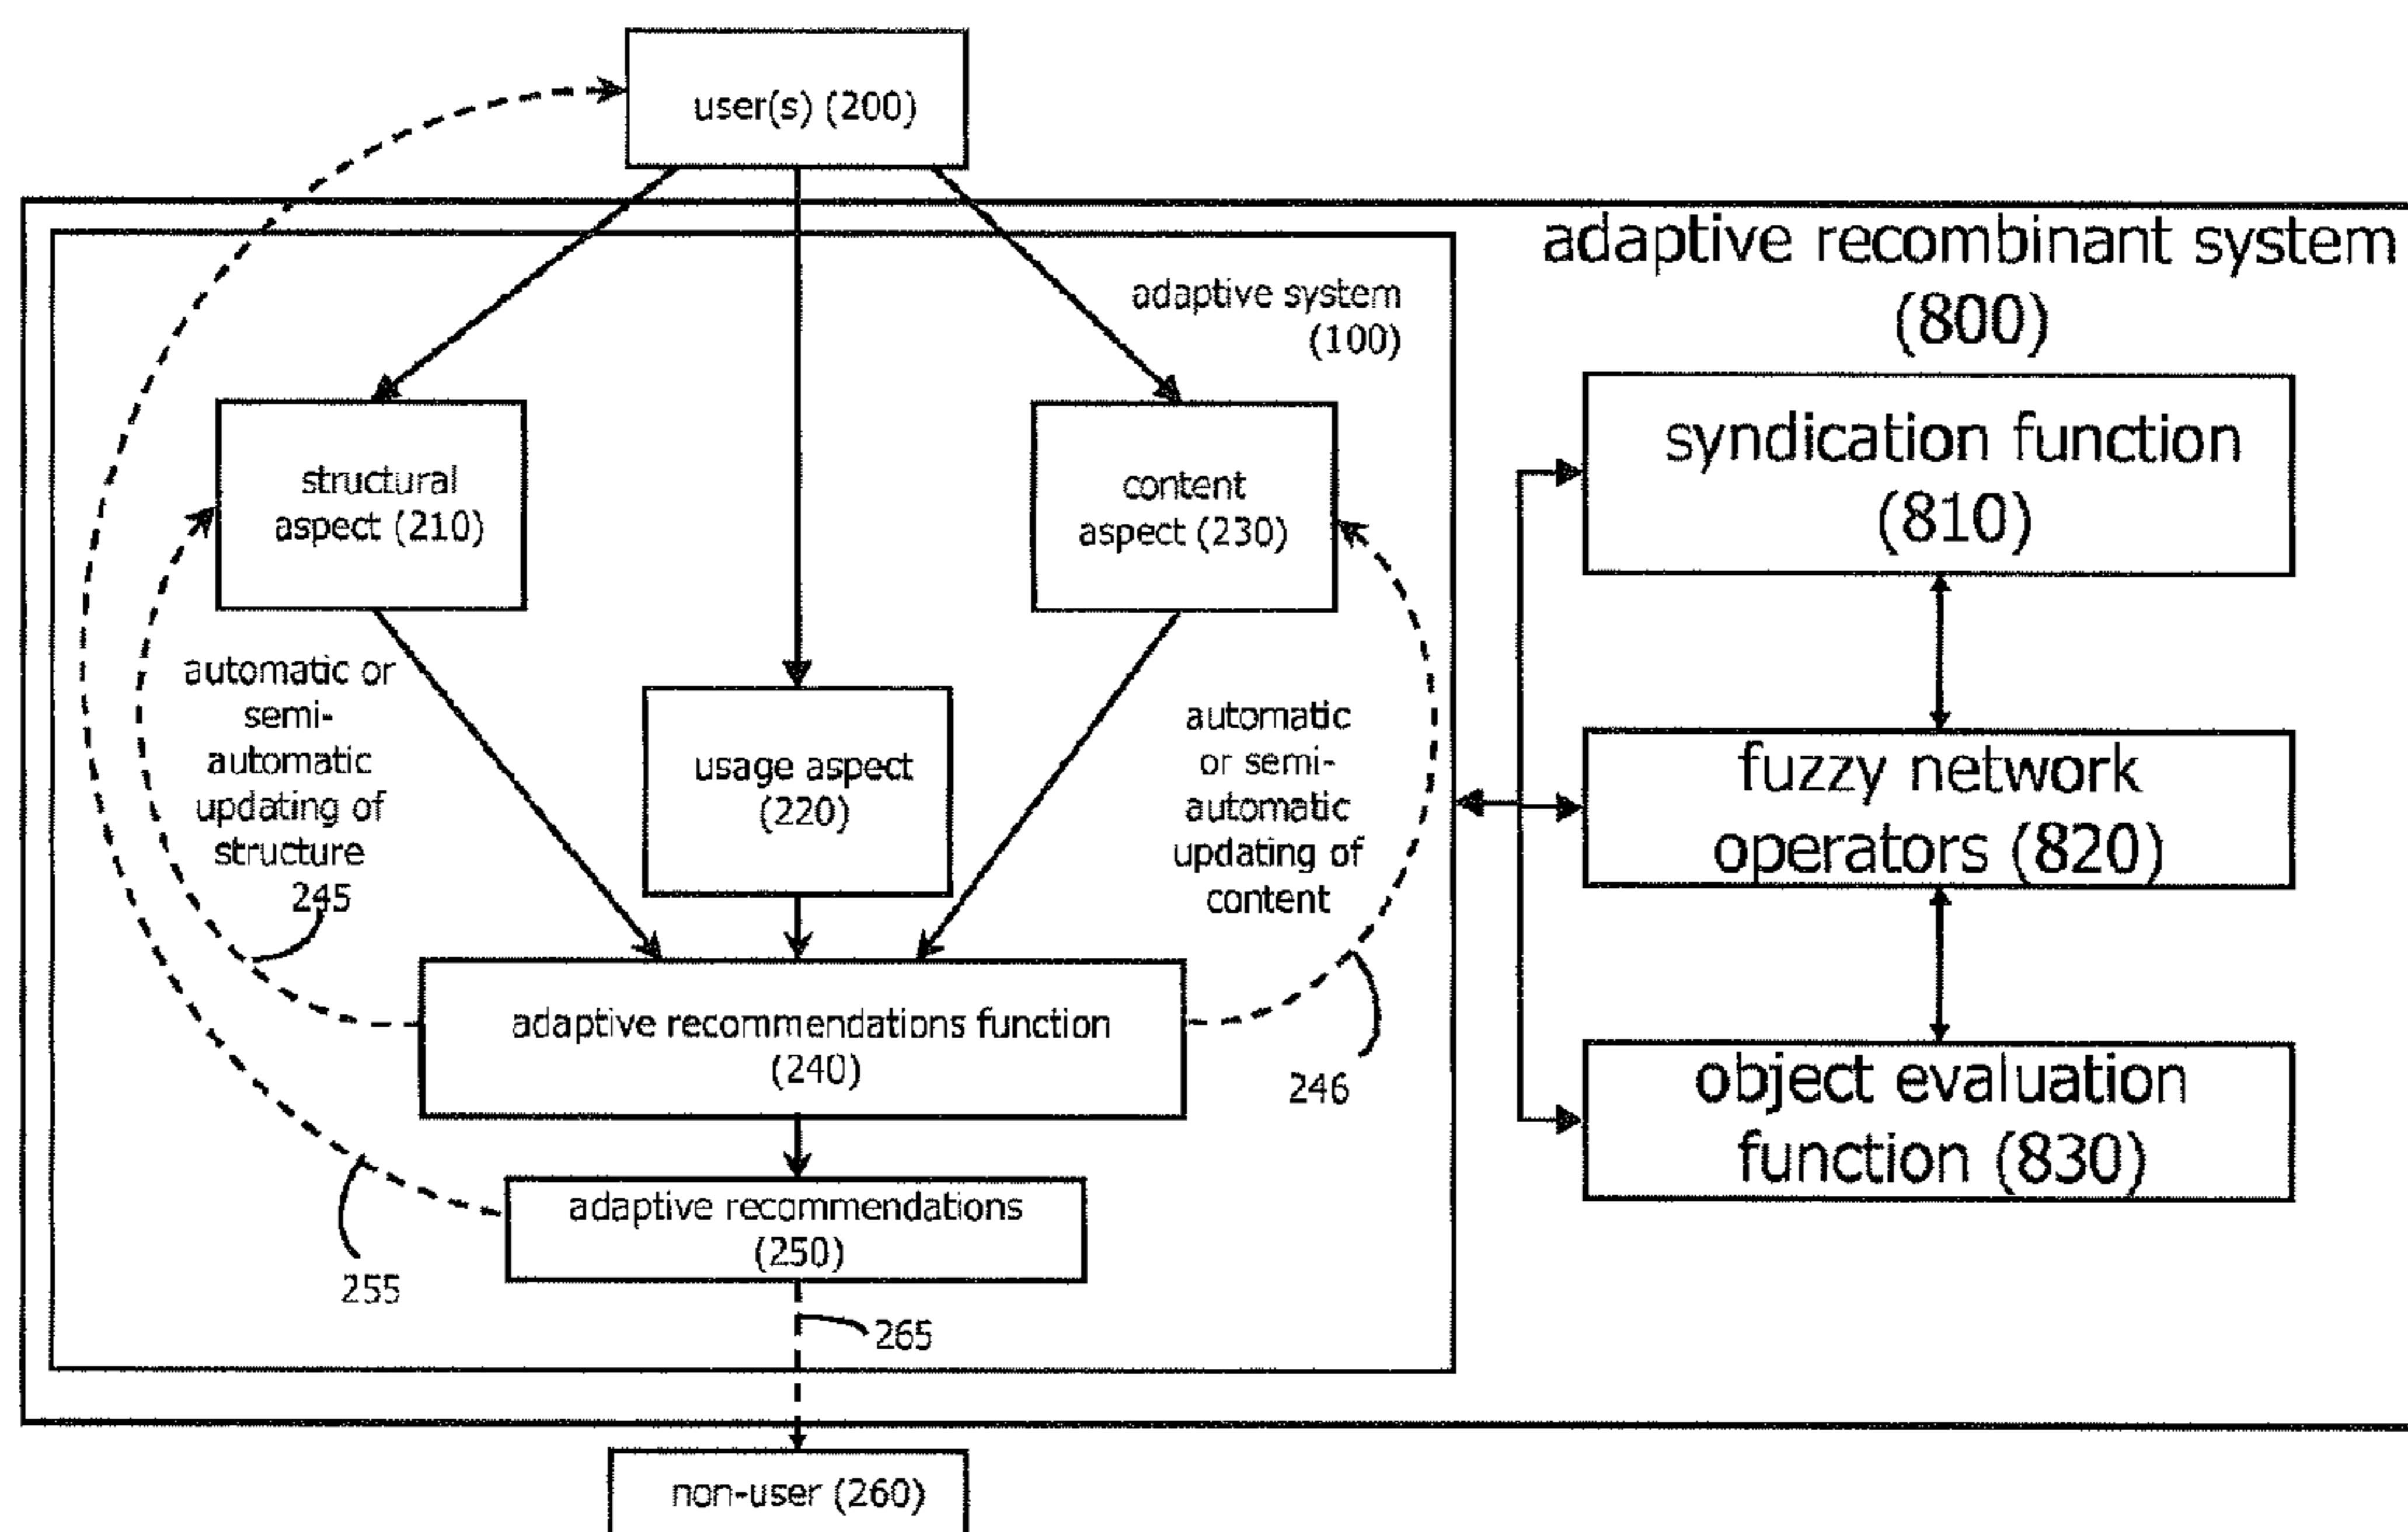 user(s) (200)
adaptive recombinant system
(800)
adaptive system
(100)
structural
aspect (210)
content
aspect (230)
syndication function
(810)
automatic or
semi-
automatic
updating of
structure
245
usage aspect
(220)
automatic
or semi-
automatic
updating of
content
fuzzy network
operators (820)
adaptive recommendations function
(240)
246
object evaluation
function (830)
adaptive recommendations
(250)
255
265
non-user (260)